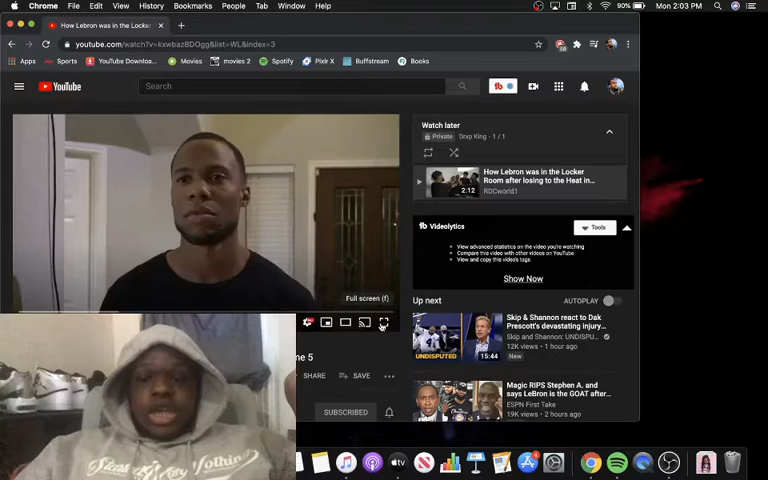 Chrome File Edit View History Bookmarks People Tab Window Help 90% Mon 2:03 PM
How Lebron was in the Locker
youtube.com/watch?v=kxwbaz8DOgg&list=WL&index=3
Apps Sports YouTube Downloa... Movies movies 2 Spotify Pixlr X Buffstream Books
YouTube Search tb
Watch later
Private Drxp King · 1 / 1
How Lebron was in the Locker
Room after losing to the Heat in...
RDCworld1
2:12
tb Videolytics Tools
View advanced statistics on the video you're watching
Compare this video with other videos on YouTube
View and copy this video's tags
Show Now
Full screen (f)
Up next AUTOPLAY
Skip & Shannon react to Dak
Prescott's devastating injury...
Skip and Shannon: UNDISPU...
12K views · 1 hour ago
New
UNDISPUTED 15:44
me 5
SHARE SAVE
SUBSCRIBED
Magic RIPS Stephen A. and
says LeBron is the GOAT after...
ESPN First Take
19K views · 2 hours ago